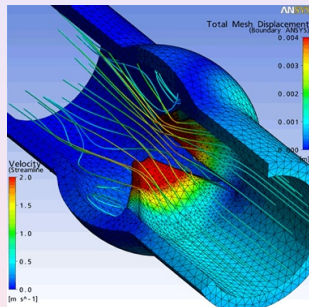 ANSYS
Total Mesh Displacement
(Boundary ANSYS)
0.004
0.003
0.002
0.001
0.000
[m]
Velocity
(Streamline
2.0
1.5
1.0
0.5
0.0
[m s^-1]